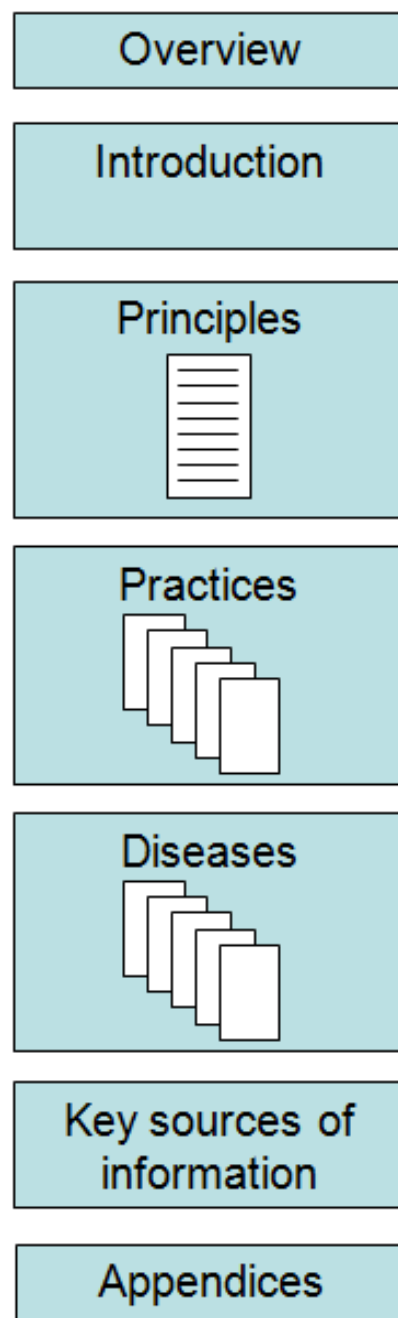 Overview
Introduction
Principles
Practices
Diseases
Key sources of
information
Appendices